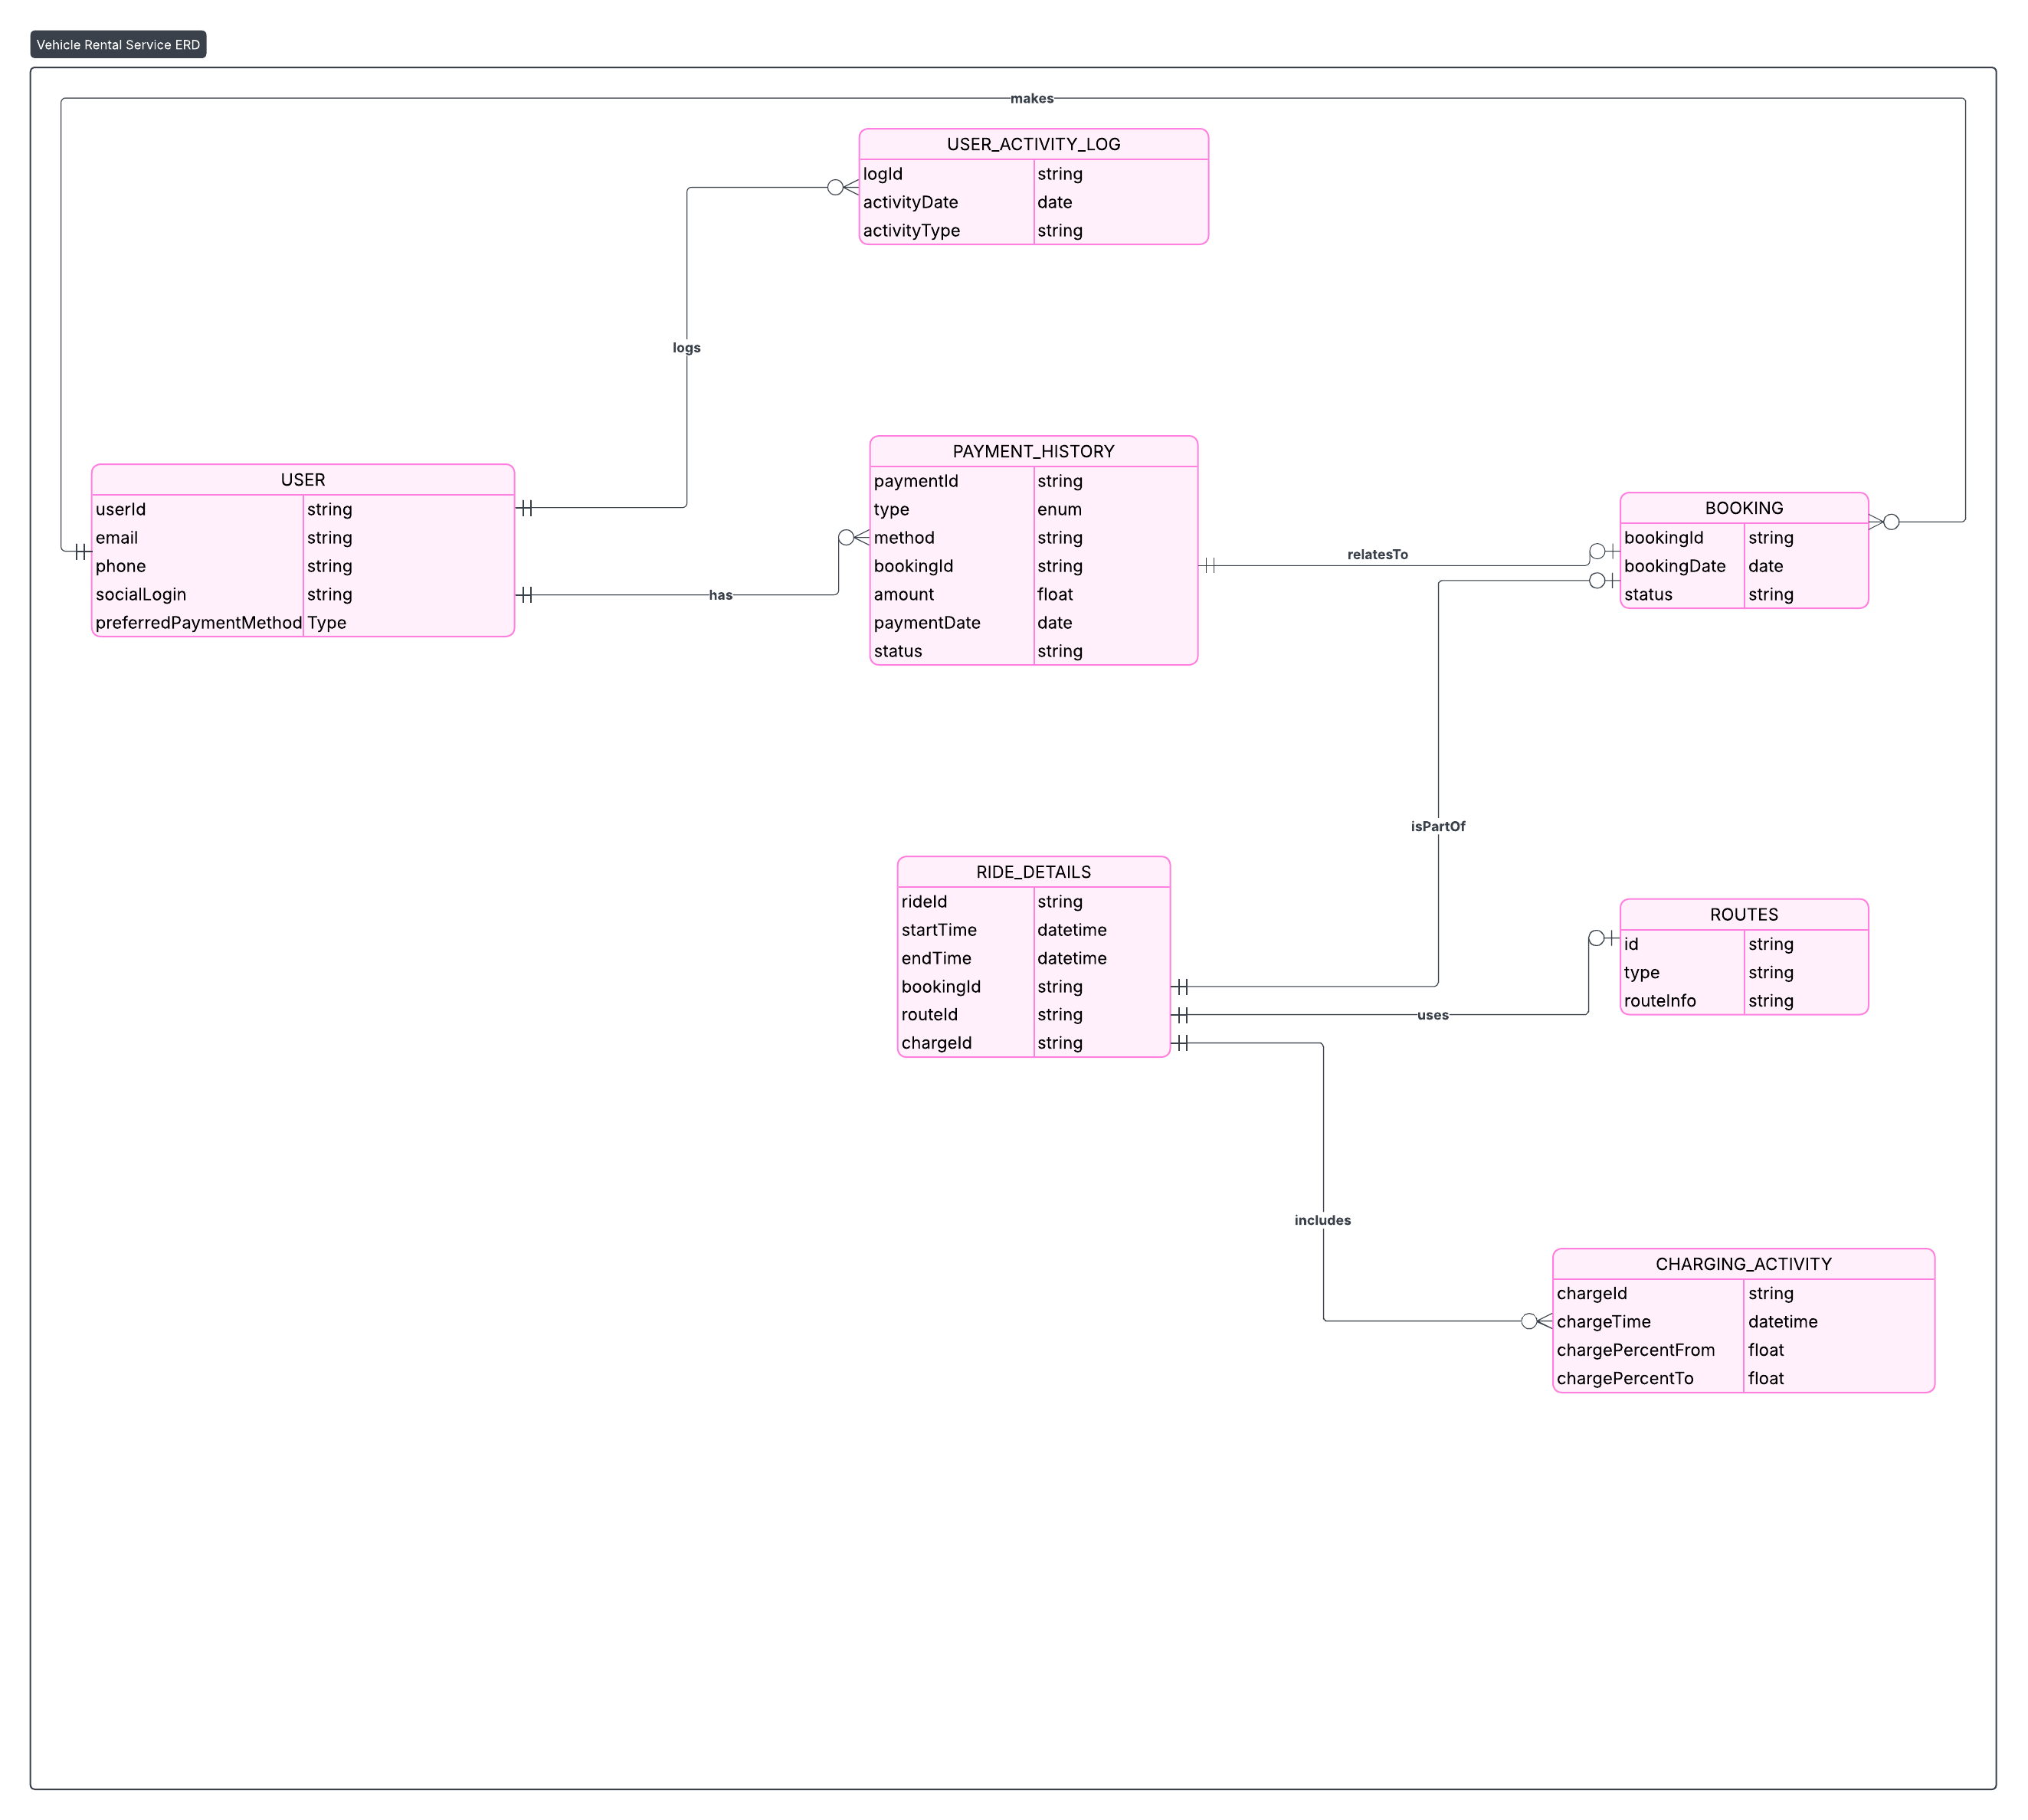 Vehicle Rental Service ERD
makes
USER_ACTIVITY_LOG
logId string
activityDate date
activityType string
logs
USER
userId string
email string
phone string
socialLogin string
preferredPaymentMethod Type
has
PAYMENT_HISTORY
paymentId string
type enum
method string
bookingId string
amount float
paymentDate date
status string
relatesTo
BOOKING
bookingId string
bookingDate date
status string
isPartOf
RIDE_DETAILS
rideId string
startTime datetime
endTime datetime
bookingId string
routeId string
chargeId string
uses
ROUTES
id string
type string
routeInfo string
includes
CHARGING_ACTIVITY
chargeId string
chargeTime datetime
chargePercentFrom float
chargePercentTo float